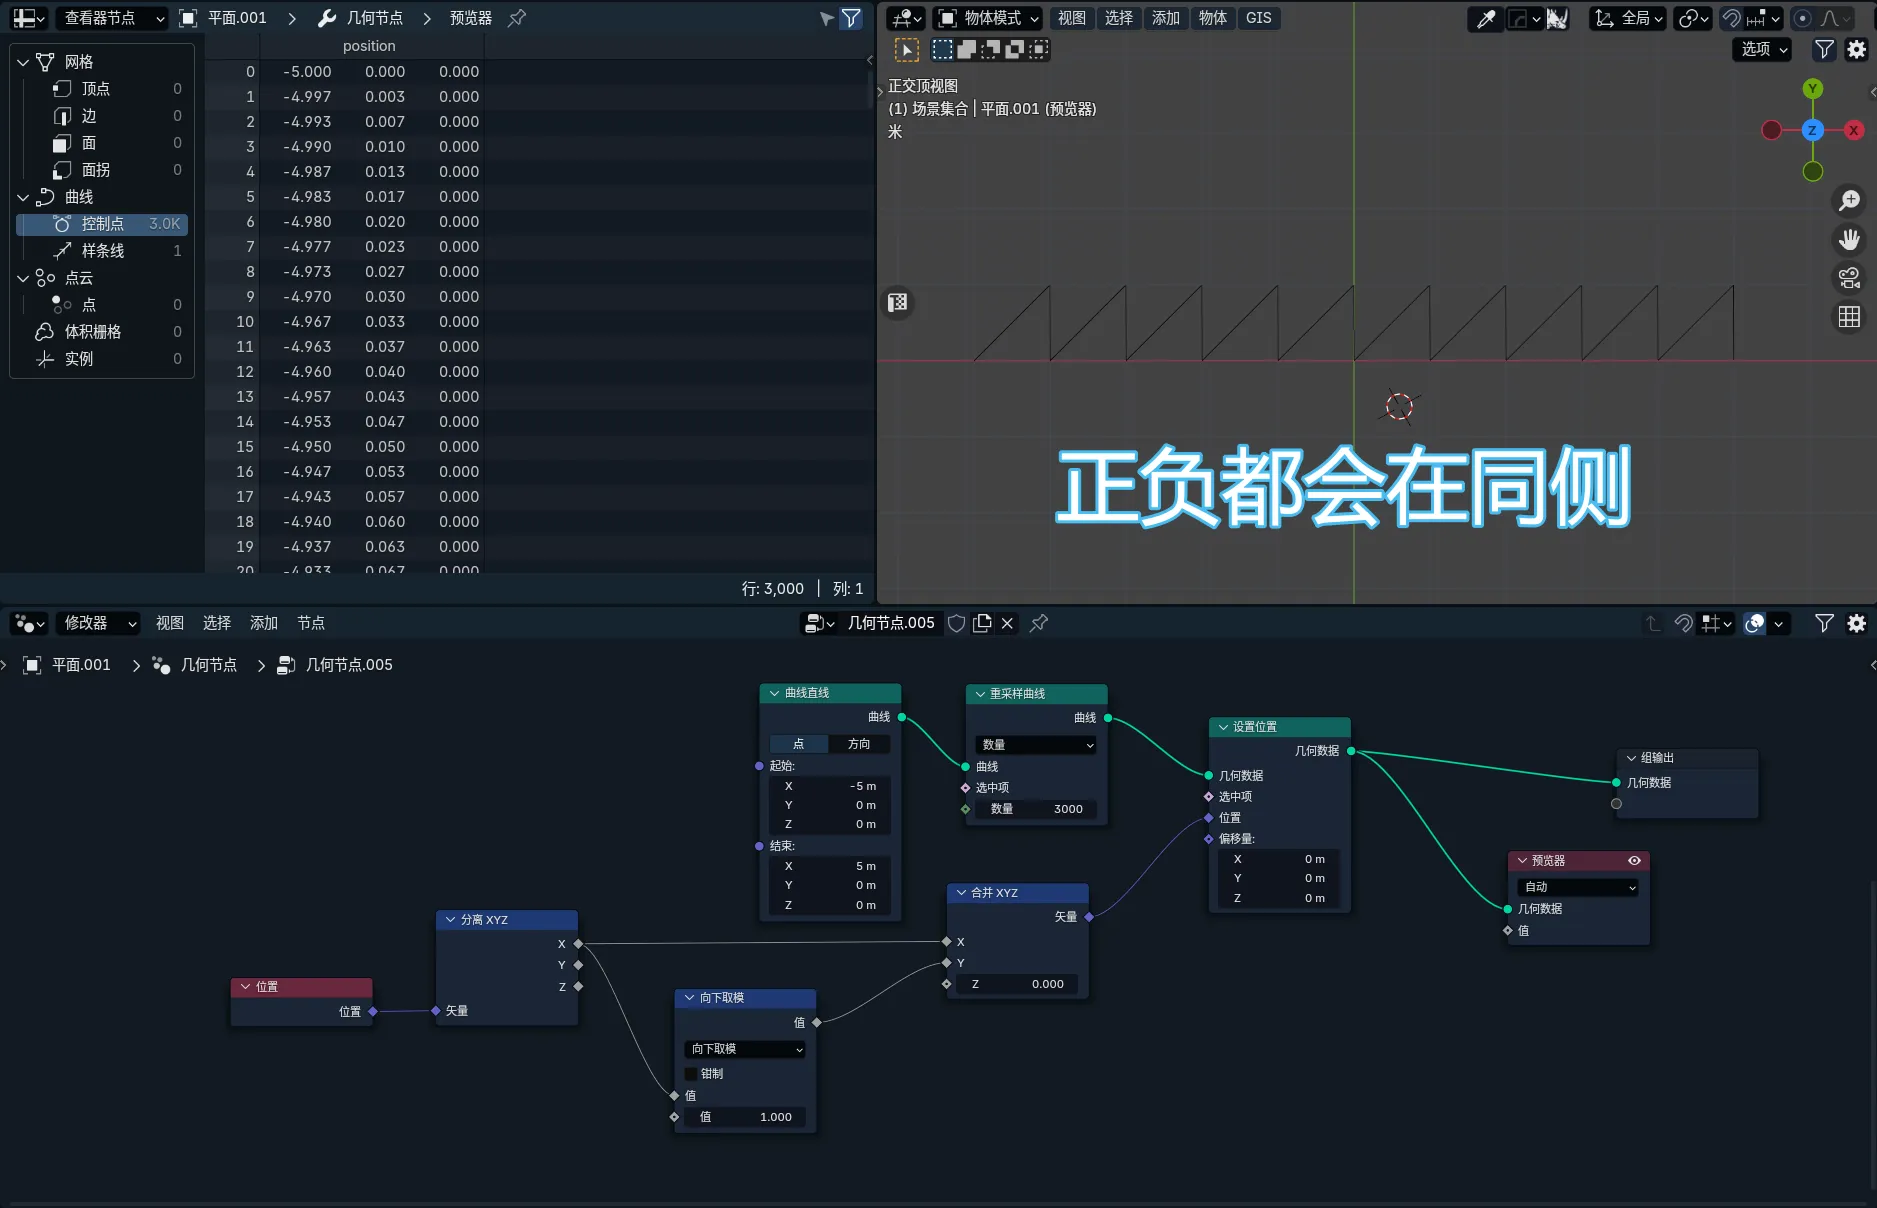 查看器节点 平面.001 几何节点 预览器
position
网格
顶点 0
边 0
面 0
面拐 0
曲线
控制点 3.0K
样条线 1
点云
点 0
体积栅格 0
实例 0
0 -5.000 0.000 0.000
1 -4.997 0.003 0.000
2 -4.993 0.007 0.000
3 -4.990 0.010 0.000
4 -4.987 0.013 0.000
5 -4.983 0.017 0.000
6 -4.980 0.020 0.000
7 -4.977 0.023 0.000
8 -4.973 0.027 0.000
9 -4.970 0.030 0.000
10 -4.967 0.033 0.000
11 -4.963 0.037 0.000
12 -4.960 0.040 0.000
13 -4.957 0.043 0.000
14 -4.953 0.047 0.000
15 -4.950 0.050 0.000
16 -4.947 0.053 0.000
17 -4.943 0.057 0.000
18 -4.940 0.060 0.000
19 -4.937 0.063 0.000
20 -4.933 0.067 0.000
行: 3,000 | 列: 1
物体模式 视图 选择 添加 物体 GIS 全局
选项
正交顶视图
(1) 场景集合 | 平面.001 (预览器)
米
Y
Z X
正负都会在同侧
修改器 视图 选择 添加 节点 几何节点.005
平面.001 几何节点 几何节点.005
曲线直线
曲线
点 方向
起始:
X -5 m
Y 0 m
Z 0 m
结束:
X 5 m
Y 0 m
Z 0 m
重采样曲线
曲线
数量
曲线
选中项
数量 3000
设置位置
几何数据
几何数据
选中项
位置
偏移量:
X 0 m
Y 0 m
Z 0 m
组输出
几何数据
预览器
自动
几何数据
值
合并 XYZ
矢量
X
Y
Z 0.000
分离 XYZ
X
Y
Z
矢量
位置
位置
向下取模
值
向下取模
钳制
值
值 1.000